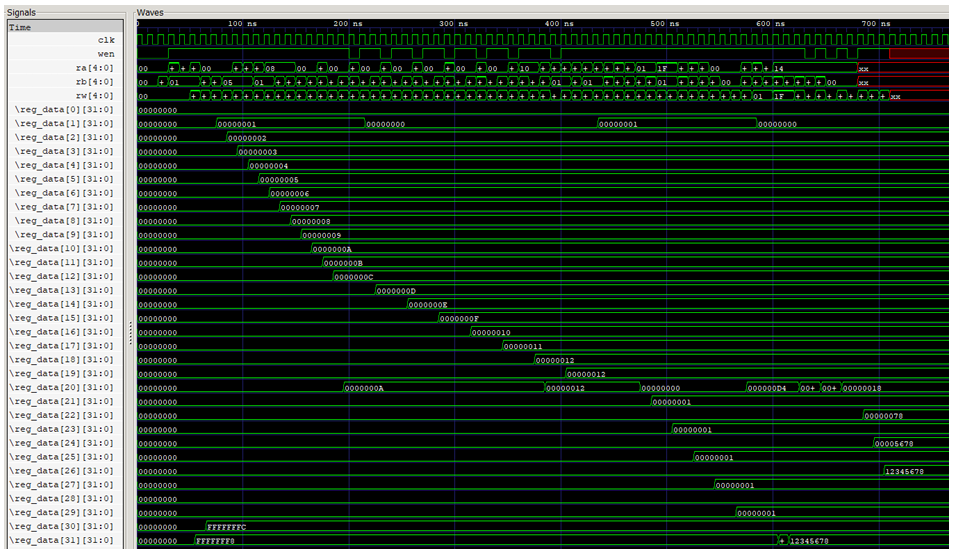 Signals Waves
Time 100 ns 200 ns 300 ns 400 ns 500 ns 600 ns 700 ns
clk
wen
ra[4:0] 00 + + 00 + + + 08 00 + 00 + 00 + 00 + 00 + 00 + 10 + + + + + + + + 01 1F + + + 00 + + + 14 xx
rb[4:0] 00 + 01 + + 05 01 + + + + + + + + + + + + + + + + + + + + + 01 + 01 + + + + 01 + + + 00 + + + + + + + 00 xx
rw[4:0] 00 + + + + + + + + + + + + + + + + + + + + + + + + + + + + + + + + + + + + + + + + + + + + + + + + + + + + + 01 1F + + + + + + + + + xx
\reg_data[0][31:0] 00000000
\reg_data[1][31:0] 00000000 00000001 00000000 00000001 00000000
\reg_data[2][31:0] 00000000 00000002
\reg_data[3][31:0] 00000000 00000003
\reg_data[4][31:0] 00000000 00000004
\reg_data[5][31:0] 00000000 00000005
\reg_data[6][31:0] 00000000 00000006
\reg_data[7][31:0] 00000000 00000007
\reg_data[8][31:0] 00000000 00000008
\reg_data[9][31:0] 00000000 00000009
\reg_data[10][31:0] 00000000 0000000A
\reg_data[11][31:0] 00000000 0000000B
\reg_data[12][31:0] 00000000 0000000C
\reg_data[13][31:0] 00000000 0000000D
\reg_data[14][31:0] 00000000 0000000E
\reg_data[15][31:0] 00000000 0000000F
\reg_data[16][31:0] 00000000 00000010
\reg_data[17][31:0] 00000000 00000011
\reg_data[18][31:0] 00000000 00000012
\reg_data[19][31:0] 00000000 00000012
\reg_data[20][31:0] 00000000 0000000A 00000012 00000000 000000D4 00+ 00+ 00000018
\reg_data[21][31:0] 00000000 00000001
\reg_data[22][31:0] 00000000 00000078
\reg_data[23][31:0] 00000000 00000001
\reg_data[24][31:0] 00000000 00005678
\reg_data[25][31:0] 00000000 00000001
\reg_data[26][31:0] 00000000 12345678
\reg_data[27][31:0] 00000000 00000001
\reg_data[28][31:0] 00000000
\reg_data[29][31:0] 00000000 00000001
\reg_data[30][31:0] 00000000 FFFFFFFC
\reg_data[31][31:0] 00000000 FFFFFFF8 + 12345678